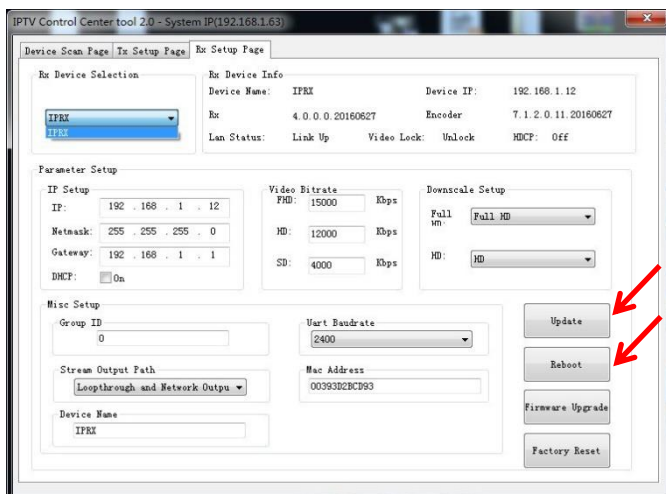 IPTV Control Center tool 2.0 - System IP(192.168.1.63)
Device Scan Page Tx Setup Page Rx Setup Page
Rx Device Selection
IPRX
IPRX
Rx Device Info
Device Name: IPRX Device IP: 192.168.1.12
Rx 4.0.0.0.20160627 Encoder 7.1.2.0.11.20160627
Lan Status: Link Up Video Lock: Unlock HDCP: Off
Parameter Setup
IP Setup
IP: 192 . 168 . 1 . 12
Netmask: 255 . 255 . 255 . 0
Gateway: 192 . 168 . 1 . 1
DHCP: On
Video Bitrate
FHD: 15000 Kbps
HD: 12000 Kbps
SD: 4000 Kbps
Downscale Setup
Full Full HD
HD: HD
Misc Setup
Group ID
0
Stream Output Path
Loopthrough and Network Outpu
Device Name
IPRX
Uart Baudrate
2400
Mac Address
00393D2BCD93
Update
Reboot
Firmware Upgrade
Factory Reset